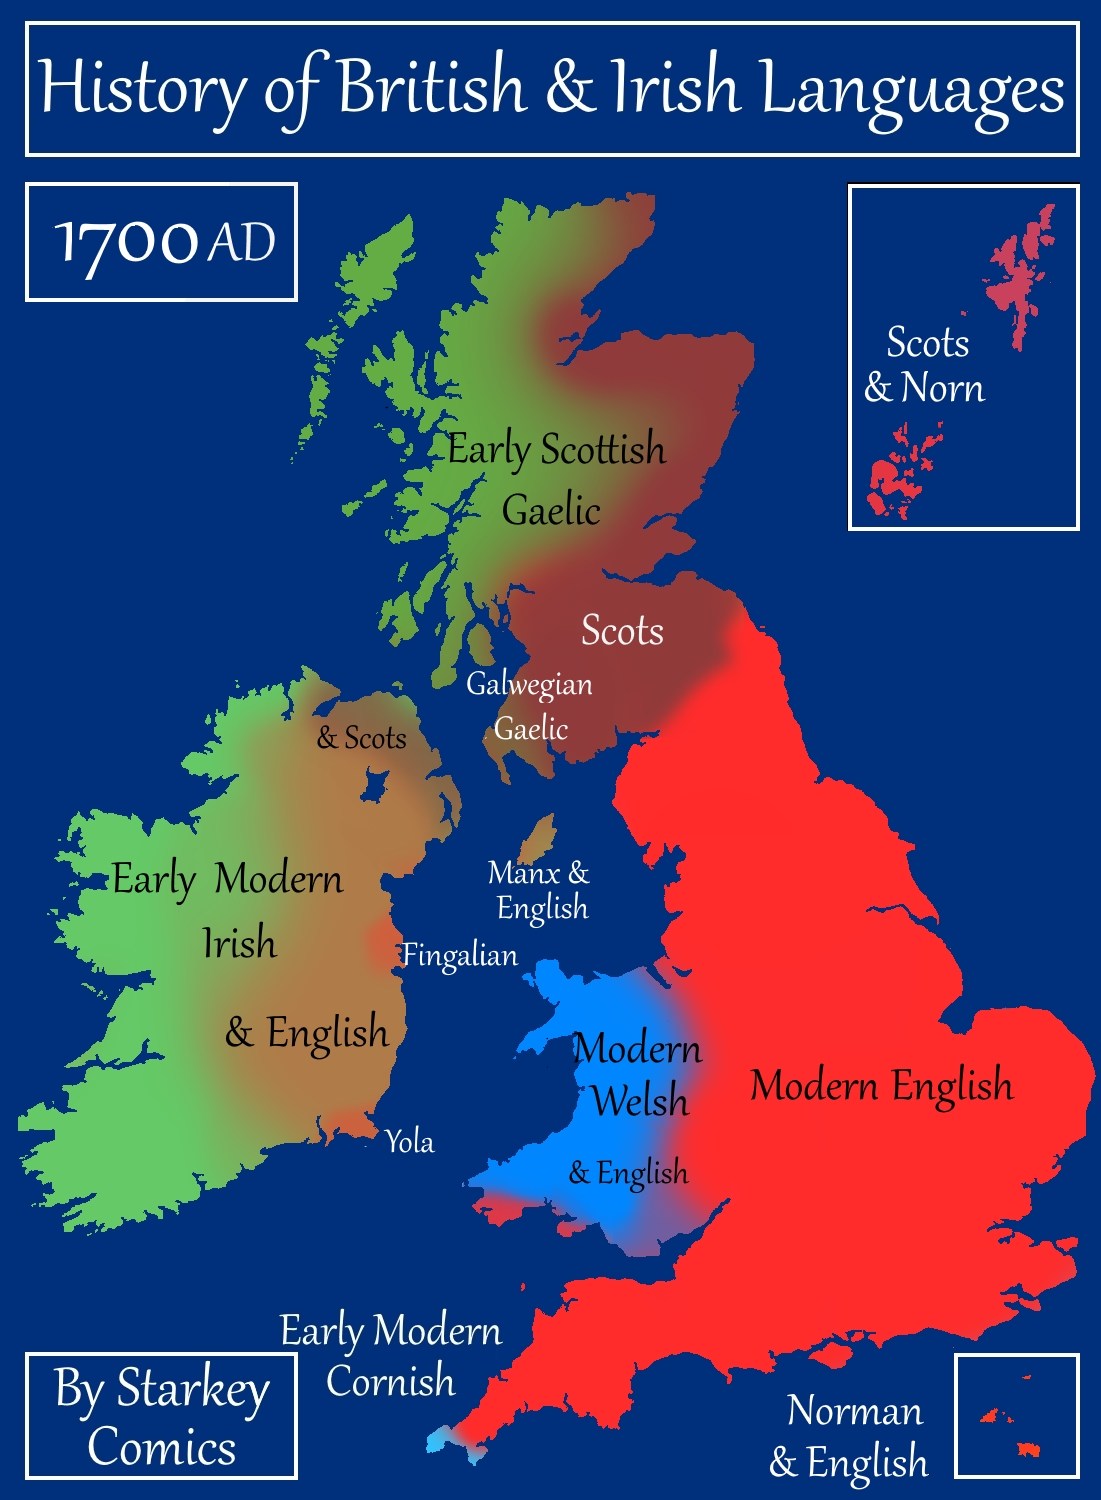 History of British & Irish Languages
1700 AD
Scots
& Norn
Early Scottish
Gaelic
Scots
Galwegian
Gaelic
& Scots
Early Modern
Irish
& English
Manx &
English
Fingalian
Yola
Modern
Welsh
& English
Modern English
Early Modern
Cornish
Norman
& English
By Starkey
Comics